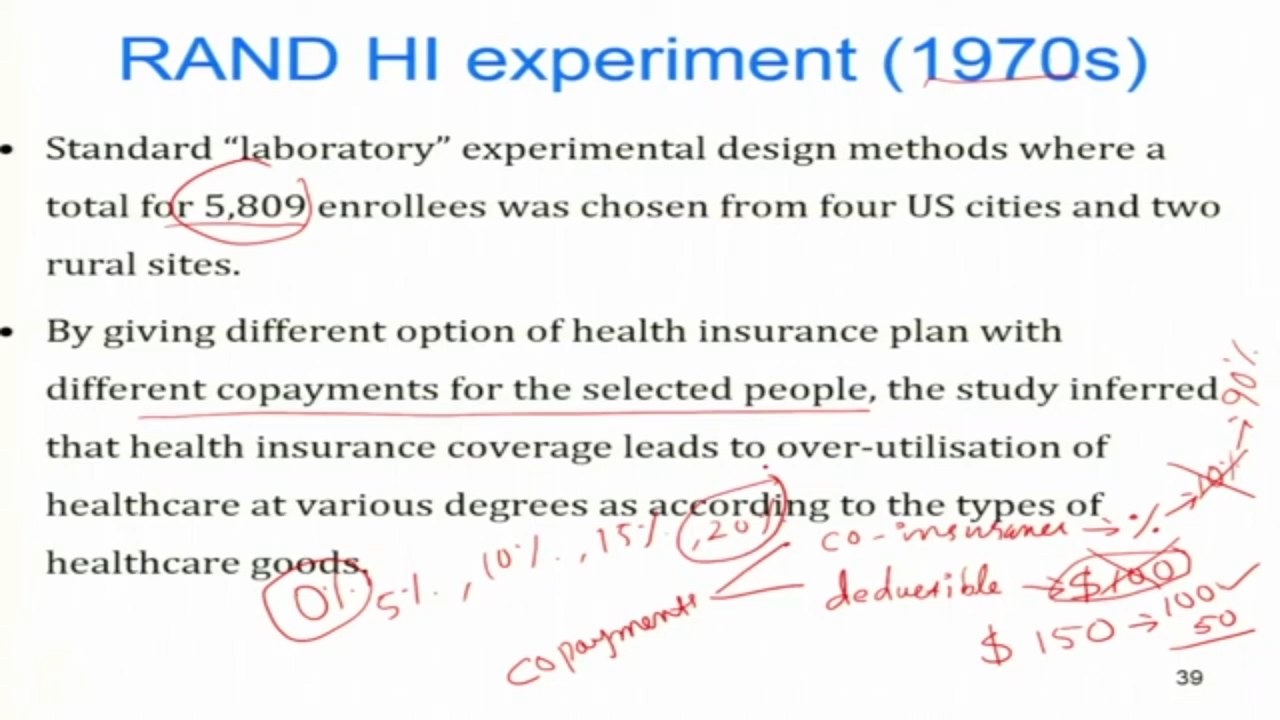 RAND HI experiment (1970s)
• Standard “laboratory” experimental design methods where a
total for 5,809 enrollees was chosen from four US cities and two
rural sites.
• By giving different option of health insurance plan with
different copayments for the selected people, the study inferred
that health insurance coverage leads to over-utilisation of
healthcare at various degrees as according to the types of
healthcare goods.
0% 5%, 10%, 15%, 20%
copayments
co-insurance → % → 10% → 90%
deduetible → $100
$ 150 → 100
50
39